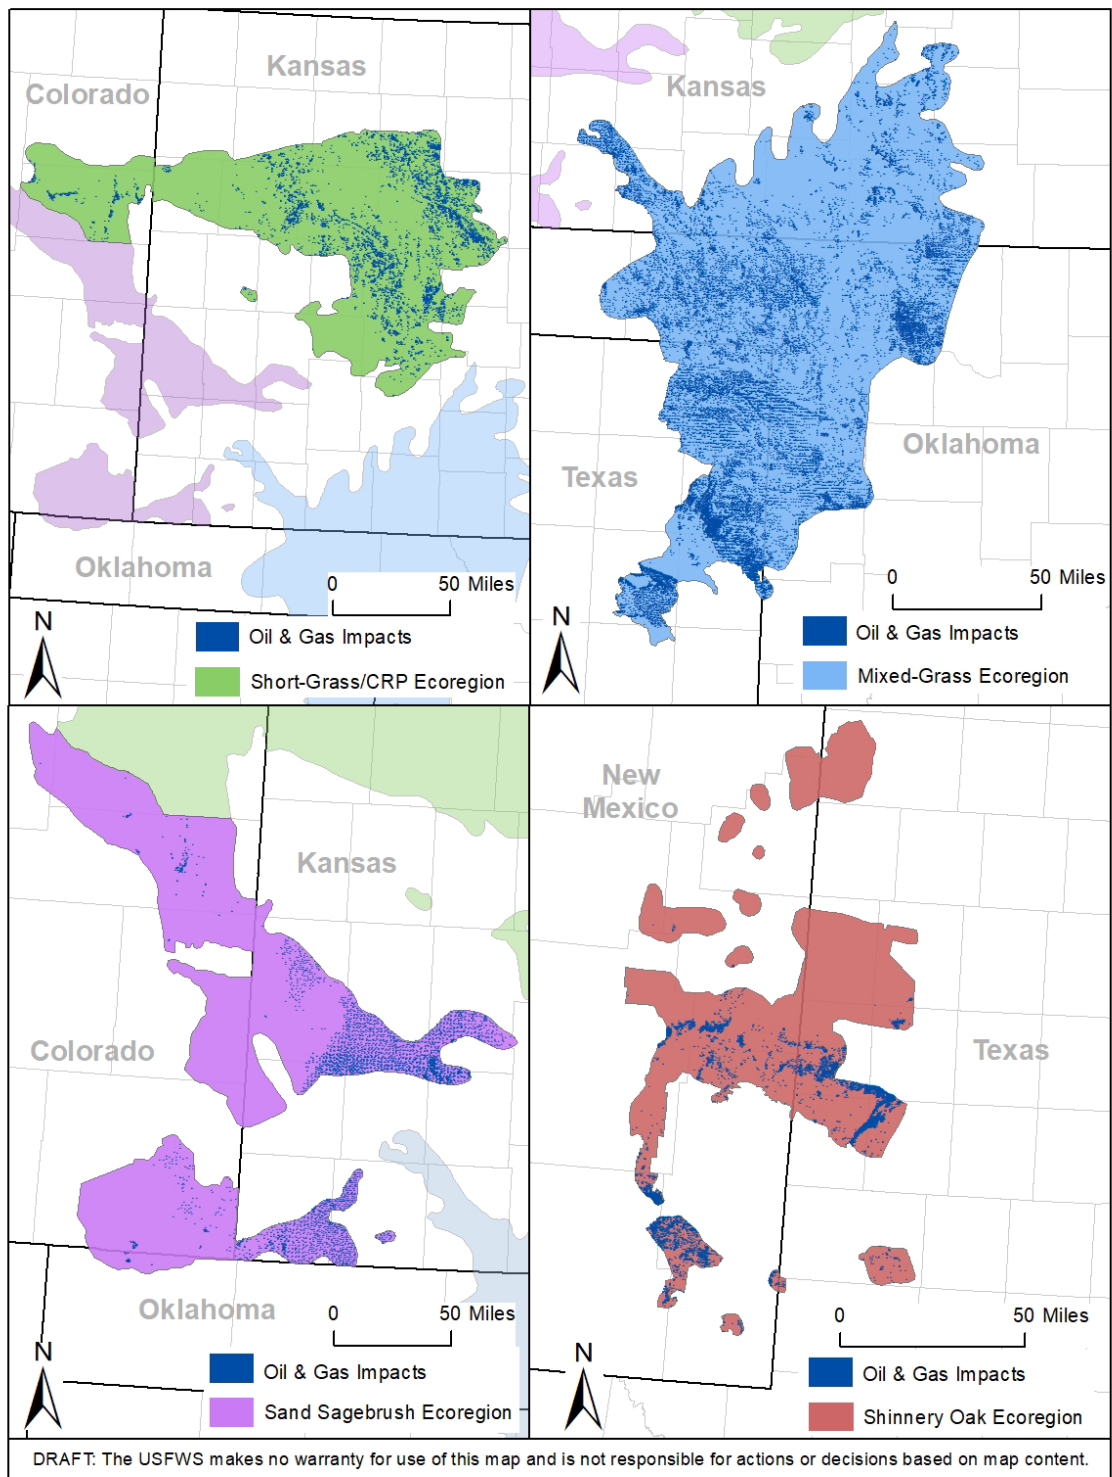 Kansas
Colorado
Oklahoma
0 50 Miles
N
Oil & Gas Impacts
Short-Grass/CRP Ecoregion
Kansas
Oklahoma
Texas
0 50 Miles
N
Oil & Gas Impacts
Mixed-Grass Ecoregion
Kansas
Colorado
Oklahoma
0 50 Miles
N
Oil & Gas Impacts
Sand Sagebrush Ecoregion
New
Mexico
Texas
0 50 Miles
N
Oil & Gas Impacts
Shinnery Oak Ecoregion
DRAFT: The USFWS makes no warranty for use of this map and is not responsible for actions or decisions based on map content.